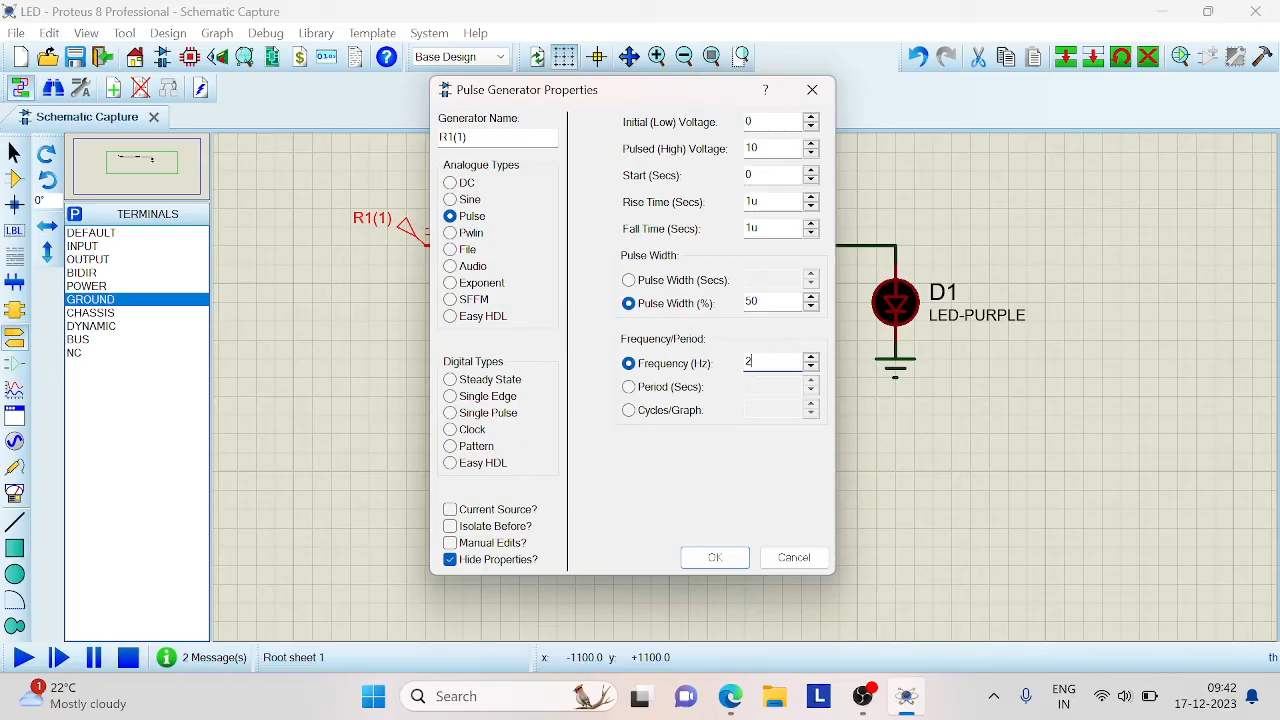 LED - Proteus 8 Professional - Schematic Capture
File Edit View Tool Design Graph Debug Library Template System Help
Base Design
Schematic Capture
Pulse Generator Properties
?
Generator Name:
R1(1)
Analogue Types
DC
Sine
Pulse
Pwlin
File
Audio
Exponent
SFFM
Easy HDL
Digital Types
Steady State
Single Edge
Single Pulse
Clock
Pattern
Easy HDL
Current Source?
Isolate Before?
Manual Edits?
Hide Properties?
Initial (Low) Voltage: 0
Pulsed (High) Voltage: 10
Start (Secs): 0
Rise Time (Secs): 1u
Fall Time (Secs): 1u
Pulse Width:
Pulse Width (Secs):
Pulse Width (%): 50
Frequency/Period:
Frequency (Hz): 2
Period (Secs):
Cycles/Graph:
OK Cancel
0°
P TERMINALS
LBL
DEFAULT
INPUT
OUTPUT
BIDIR
POWER
GROUND
CHASSIS
DYNAMIC
BUS
NC
R1(1)
D1
LED-PURPLE
2 Message(s) Root sheet 1 x: -1100.0 y: +1100.0 th
1 22°C
Mostly cloudy
Search
L
ENG
IN
09:42
17-12-2023